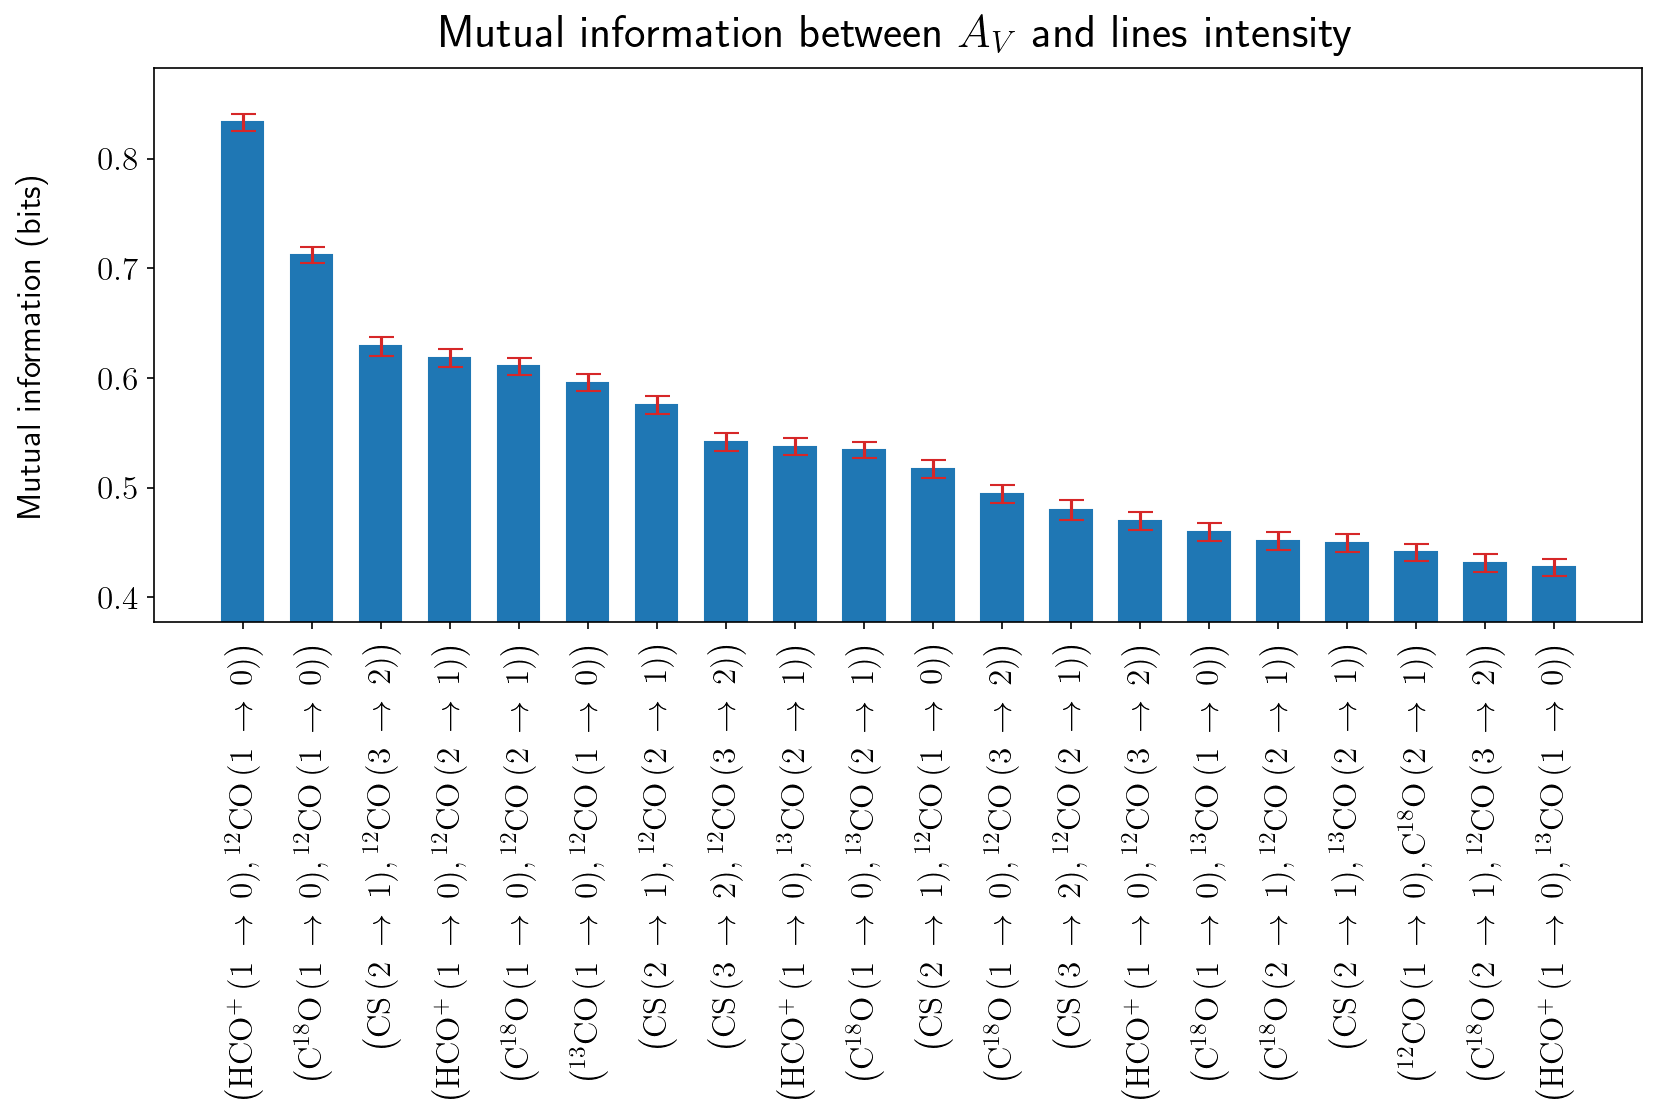 Mutual information between A_V and lines intensity
Mutual information (bits)
0.8
0.7
0.6
0.5
0.4
(HCO⁺ (1 → 0), ¹²CO (1 → 0))
(C¹⁸O (1 → 0), ¹²CO (1 → 0))
(CS (2 → 1), ¹²CO (3 → 2))
(HCO⁺ (1 → 0), ¹²CO (2 → 1))
(C¹⁸O (1 → 0), ¹²CO (2 → 1))
(¹³CO (1 → 0), ¹²CO (1 → 0))
(CS (2 → 1), ¹²CO (2 → 1))
(CS (3 → 2), ¹²CO (3 → 2))
(HCO⁺ (1 → 0), ¹³CO (2 → 1))
(C¹⁸O (1 → 0), ¹³CO (2 → 1))
(CS (2 → 1), ¹²CO (1 → 0))
(C¹⁸O (1 → 0), ¹²CO (3 → 2))
(CS (3 → 2), ¹²CO (2 → 1))
(HCO⁺ (1 → 0), ¹²CO (3 → 2))
(C¹⁸O (1 → 0), ¹³CO (1 → 0))
(C¹⁸O (2 → 1), ¹²CO (2 → 1))
(CS (2 → 1), ¹³CO (2 → 1))
(¹²CO (1 → 0), C¹⁸O (2 → 1))
(C¹⁸O (2 → 1), ¹²CO (3 → 2))
(HCO⁺ (1 → 0), ¹³CO (1 → 0))